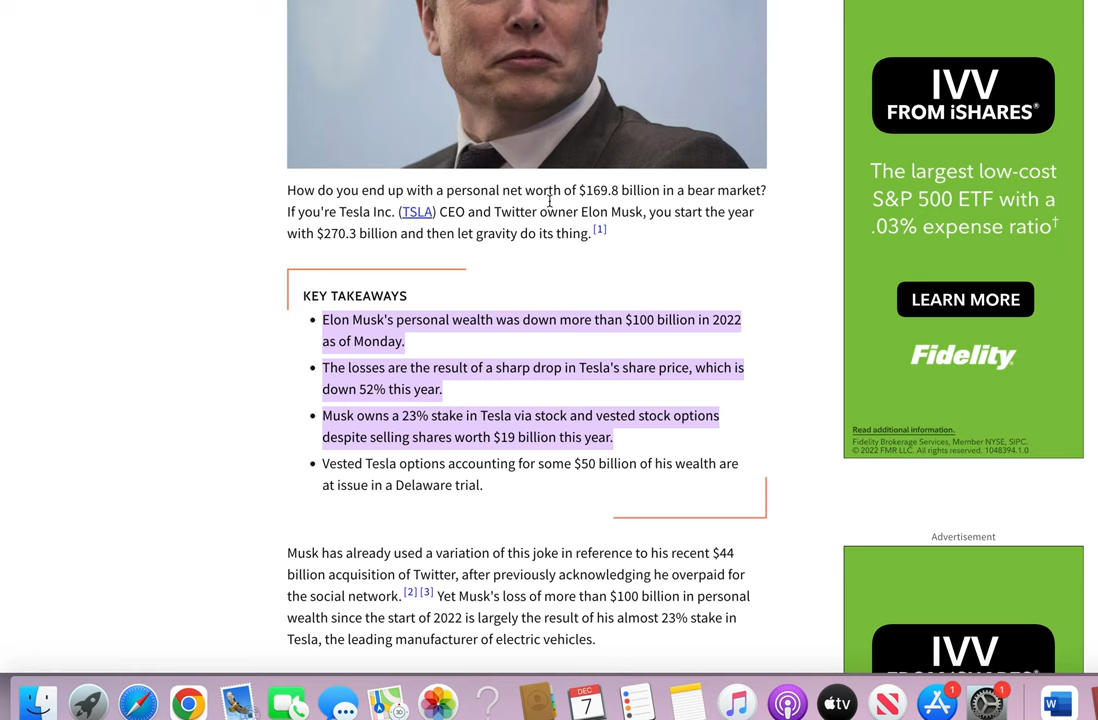 How do you end up with a personal net worth of $169.8 billion in a bear market?
If you're Tesla Inc. (TSLA) CEO and Twitter owner Elon Musk, you start the year
with $270.3 billion and then let gravity do its thing. [1]
KEY TAKEAWAYS
• Elon Musk's personal wealth was down more than $100 billion in 2022
as of Monday.
• The losses are the result of a sharp drop in Tesla's share price, which is
down 52% this year.
• Musk owns a 23% stake in Tesla via stock and vested stock options
despite selling shares worth $19 billion this year.
• Vested Tesla options accounting for some $50 billion of his wealth are
at issue in a Delaware trial.
Musk has already used a variation of this joke in reference to his recent $44
billion acquisition of Twitter, after previously acknowledging he overpaid for
the social network. [2] [3] Yet Musk's loss of more than $100 billion in personal
wealth since the start of 2022 is largely the result of his almost 23% stake in
Tesla, the leading manufacturer of electric vehicles.
IVV
FROM iSHARES®
The largest low-cost
S&P 500 ETF with a
.03% expense ratio†
LEARN MORE
Fidelity
Read additional information.
Fidelity Brokerage Services, Member NYSE, SIPC.
© 2022 FMR LLC. All rights reserved. 1048394.1.0
Advertisement
IVV
DEC
7
1
1
tv
W